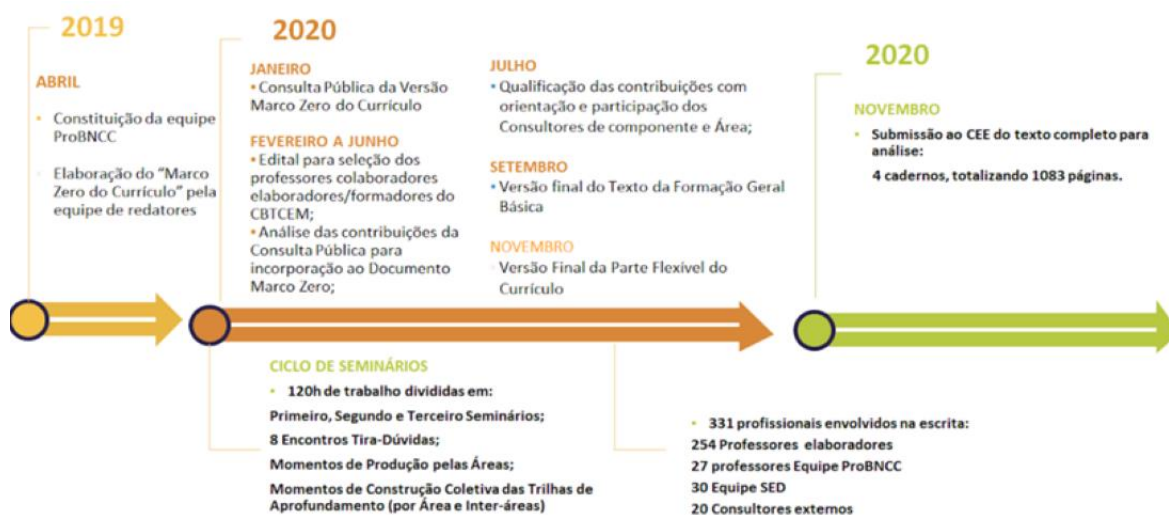 2019
ABRIL
• Constituição da equipe
ProBNCC
Elaboração do “Marco
Zero do Currículo” pela
equipe de redatores
2020
JANEIRO
• Consulta Pública da Versão
Marco Zero do Currículo
FEVEREIRO A JUNHO
• Edital para seleção dos
professores colaboradores
elaboradores/formadores do
CBTCEM;
• Análise das contribuições da
Consulta Pública para
incorporação ao Documento
Marco Zero;
JULHO
• Qualificação das contribuições com
orientação e participação dos
Consultores de componente e Área;
SETEMBRO
• Versão final do Texto da Formação Geral
Básica
NOVEMBRO
Versão Final da Parte Flexível do
Currículo
2020
NOVEMBRO
• Submissão ao CEE do texto completo para
análise:
4 cadernos, totalizando 1083 páginas.
CICLO DE SEMINÁRIOS
• 120h de trabalho divididas em:
Primeiro, Segundo e Terceiro Seminários;
8 Encontros Tira-Dúvidas;
Momentos de Produção pelas Áreas;
Momentos de Construção Coletiva das Trilhas de
Aprofundamento (por Área e Inter-áreas)
• 331 profissionais envolvidos na escrita:
254 Professores elaboradores
27 professores Equipe ProBNCC
30 Equipe SED
20 Consultores externos